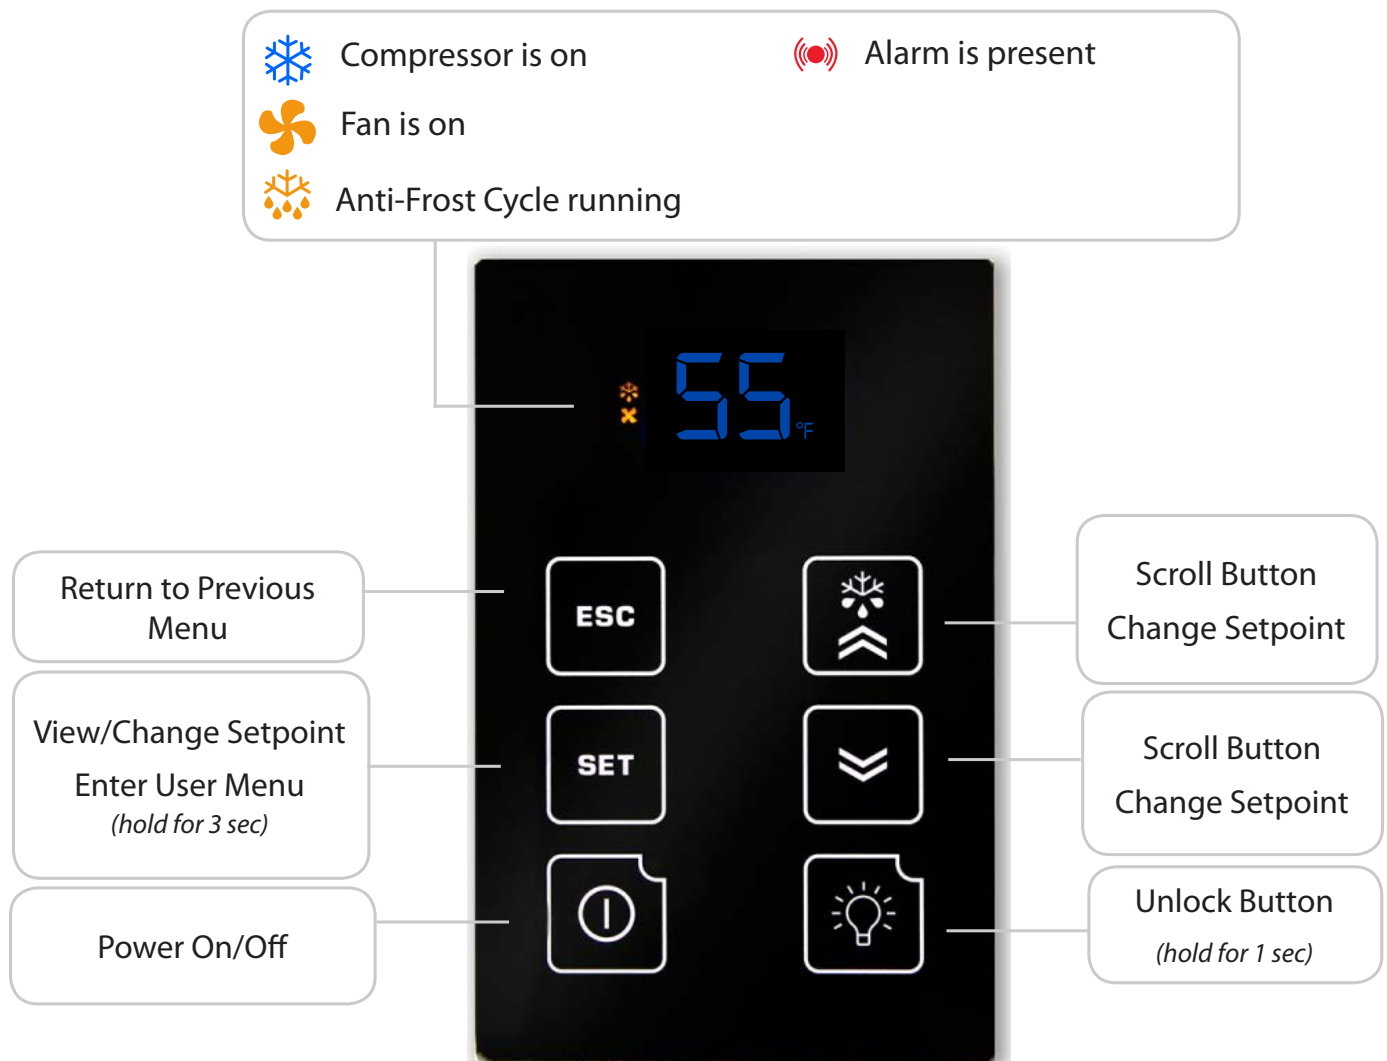 Compressor is on
Alarm is present
Fan is on
Anti-Frost Cycle running
55 °F
Return to Previous
Menu
ESC
Scroll Button
Change Setpoint
View/Change Setpoint
Enter User Menu
(hold for 3 sec)
SET
Scroll Button
Change Setpoint
Power On/Off
Unlock Button
(hold for 1 sec)